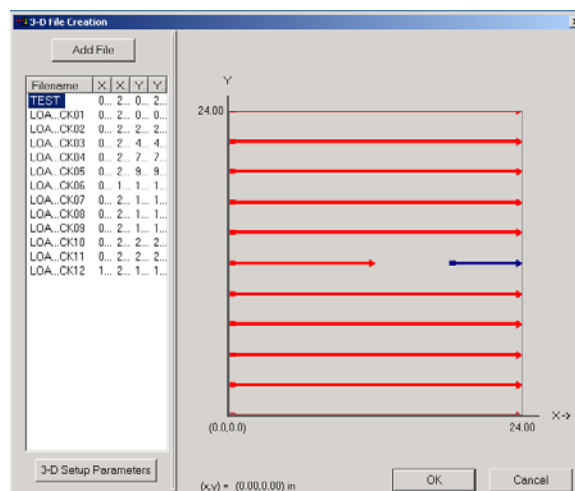 3-D File Creation
Add File
Filename X. X. Y. Y.
TEST 0... 2... 0... 2...
LOA...CK01 0... 2... 0... 0...
LOA...CK02 0... 2... 2... 2...
LOA...CK03 0... 2... 4... 4...
LOA...CK04 0... 2... 7... 7...
LOA...CK05 0... 2... 9... 9...
LOA...CK06 0... 1... 1... 1...
LOA...CK07 0... 2... 1... 1...
LOA...CK08 0... 2... 1... 1...
LOA...CK09 0... 2... 1... 1...
LOA...CK10 0... 2... 2... 2...
LOA...CK11 0... 2... 2... 2...
LOA...CK12 1... 2... 1... 1...
3-D Setup Parameters
Y
24.00
(0.0,0.0)
24.00
X->
(x,y) = (0.00,0.00) in
OK
Cancel